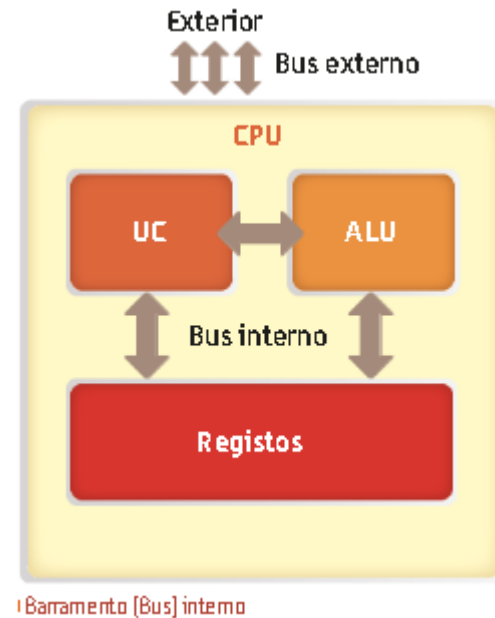 Exterior
Bus externo
CPU
UC
ALU
Bus interno
Registos
Barramento [Bus] interno